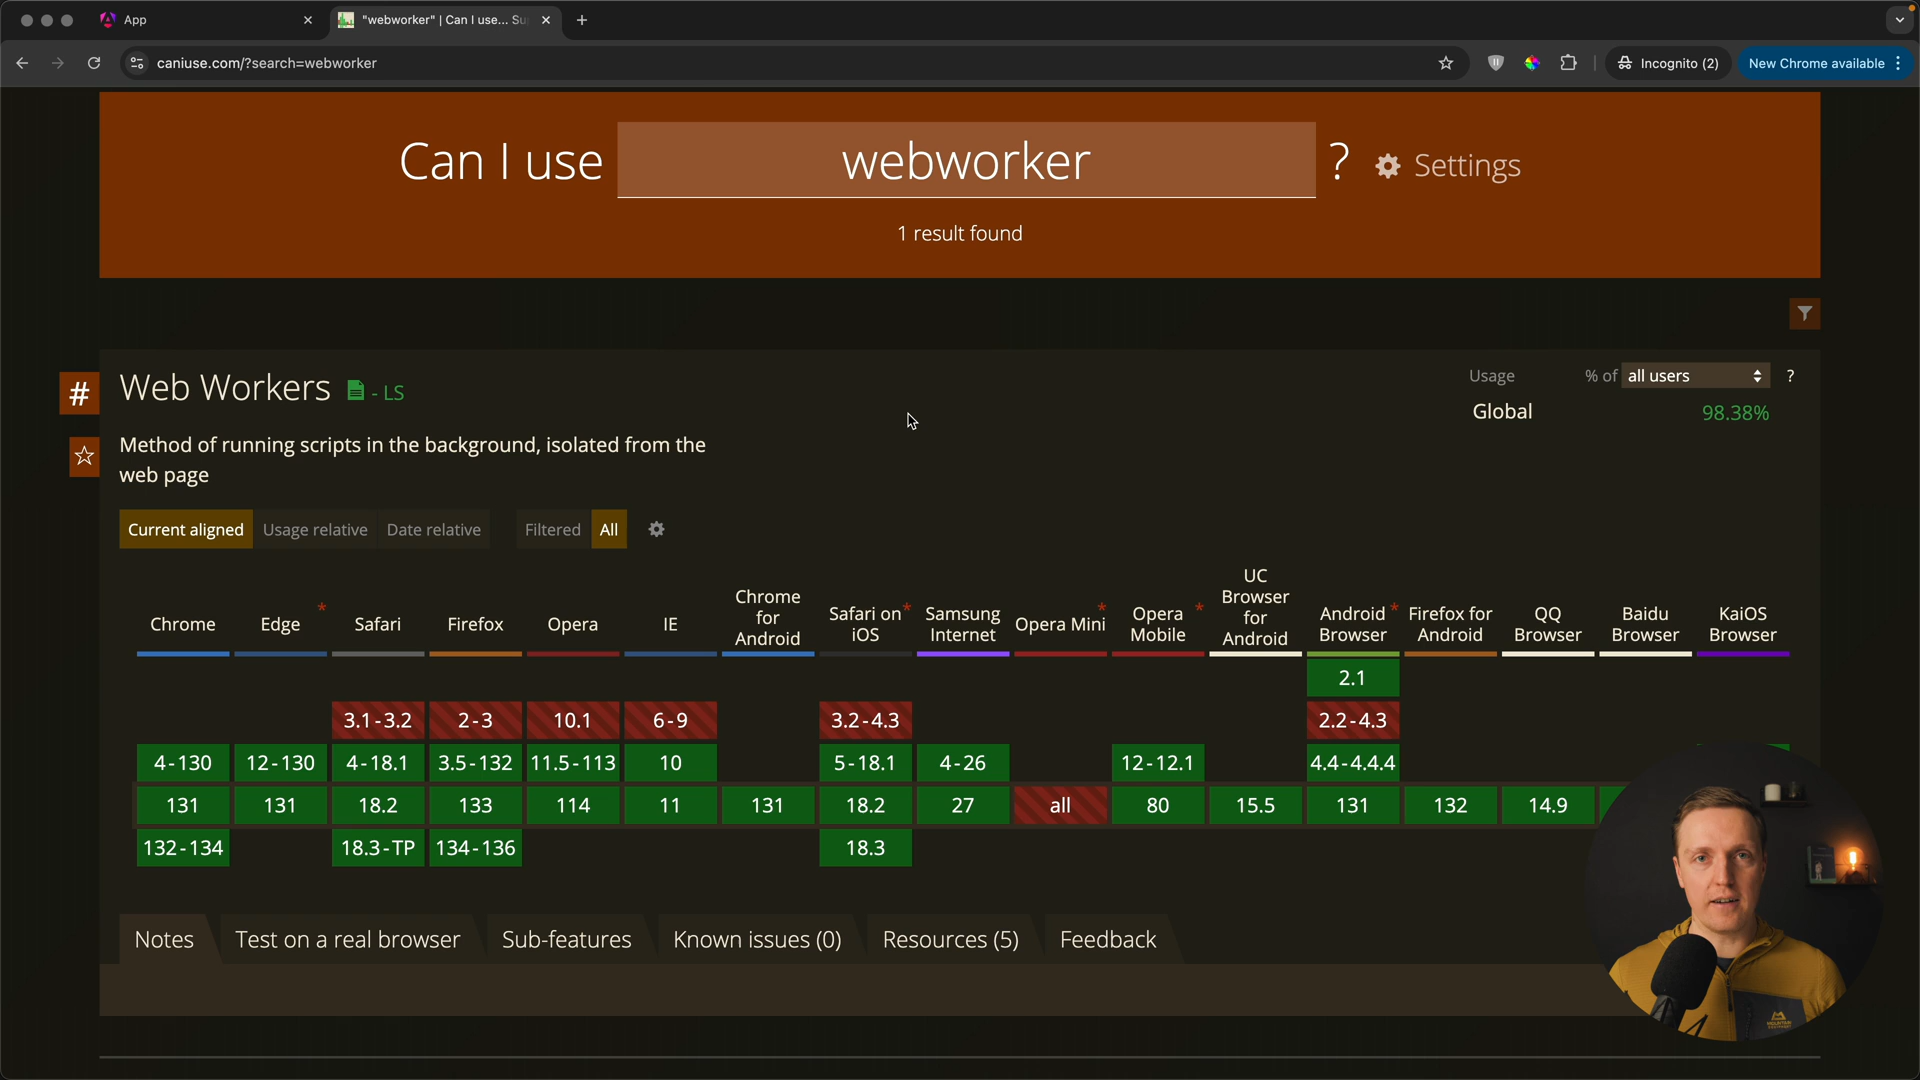 App
"webworker" | Can I use... Su
caniuse.com/?search=webworker
Incognito (2)
New Chrome available
Can I use webworker ? Settings
1 result found
# Web Workers - LS
Usage % of all users ?
Global 98.38%
Method of running scripts in the background, isolated from the
web page
Current aligned Usage relative Date relative Filtered All
Chrome
Edge *
Safari
Firefox
Opera
IE
Chrome
for
Android
Safari on *
iOS
Samsung
Internet
Opera Mini *
Opera *
Mobile
UC
Browser
for
Android
Android *
Browser
Firefox for
Android
QQ
Browser
Baidu
Browser
KaiOS
Browser
2.1
3.1-3.2 2-3 10.1 6-9 3.2-4.3 2.2-4.3
4-130 12-130 4-18.1 3.5-132 11.5-113 10 5-18.1 4-26 12-12.1 4.4-4.4.4
131 131 18.2 133 114 11 131 18.2 27 all 80 15.5 131 132 14.9
132-134 18.3-TP 134-136 18.3
Notes Test on a real browser Sub-features Known issues (0) Resources (5) Feedback